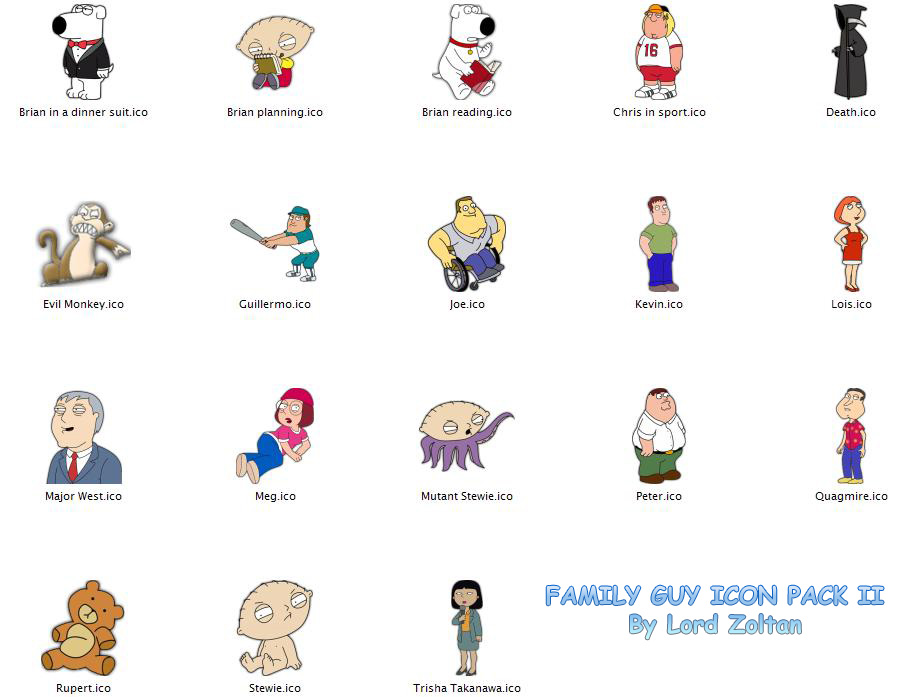 16
Brian in a dinner suit.ico
Brian planning.ico
Brian reading.ico
Chris in sport.ico
Death.ico
Evil Monkey.ico
Guillermo.ico
Joe.ico
Kevin.ico
Lois.ico
Major West.ico
Meg.ico
Mutant Stewie.ico
Peter.ico
Quagmire.ico
FAMILY GUY ICON PACK II
By Lord Zoltan
Rupert.ico
Stewie.ico
Trisha Takanawa.ico